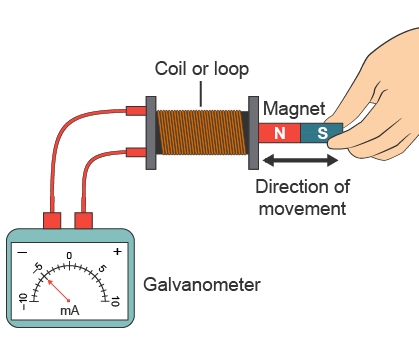 Coil or loop
Magnet
N S
Direction of
movement
− +
-10 -5 0 5 10
mA
Galvanometer